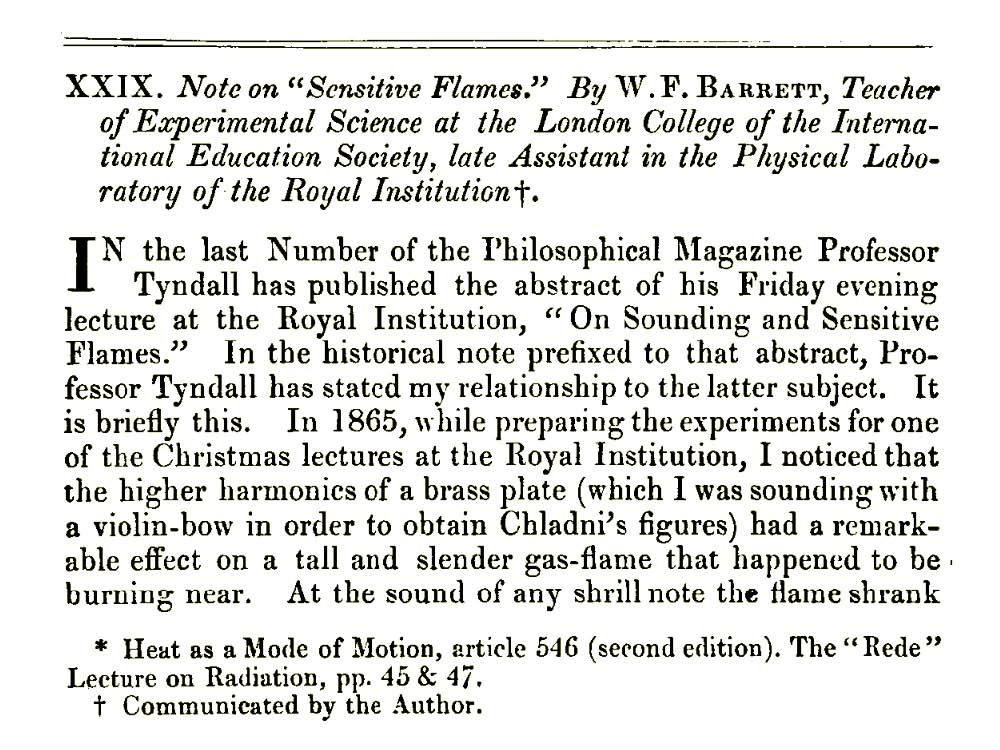 XXIX. Note on “Sensitive Flames.” By W. F. BARRETT, Teacher
of Experimental Science at the London College of the Interna-
tional Education Society, late Assistant in the Physical Labo-
ratory of the Royal Institution†.
IN the last Number of the Philosophical Magazine Professor
Tyndall has published the abstract of his Friday evening
lecture at the Royal Institution, “On Sounding and Sensitive
Flames.” In the historical note prefixed to that abstract, Pro-
fessor Tyndall has stated my relationship to the latter subject. It
is briefly this. In 1865, while preparing the experiments for one
of the Christmas lectures at the Royal Institution, I noticed that
the higher harmonics of a brass plate (which I was sounding with
a violin-bow in order to obtain Chladni’s figures) had a remark-
able effect on a tall and slender gas-flame that happened to be
burning near. At the sound of any shrill note the flame shrank
* Heat as a Mode of Motion, article 546 (second edition). The “Rede”
Lecture on Radiation, pp. 45 & 47.
† Communicated by the Author.